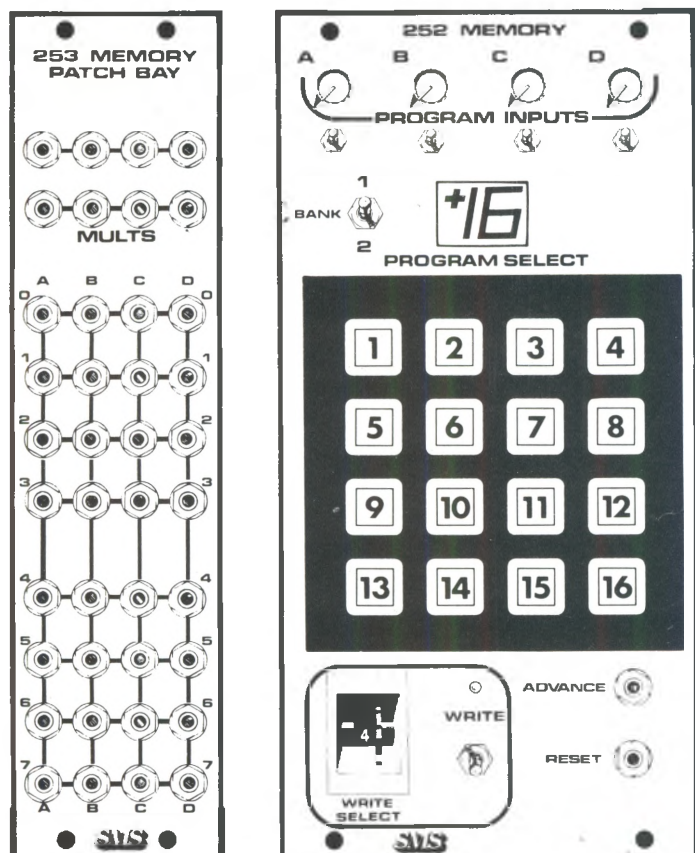 253 MEMORY
PATCH BAY
MULTS
A B C D
0 0
1 1
2 2
3 3
4 4
5 5
6 6
7 7
A B C D
SMS
252 MEMORY
A B C D
PROGRAM INPUTS
1
BANK
2
+16
PROGRAM SELECT
1 2 3 4
5 6 7 8
9 10 11 12
13 14 15 16
4
WRITE
WRITE
SELECT
ADVANCE
RESET
SMS